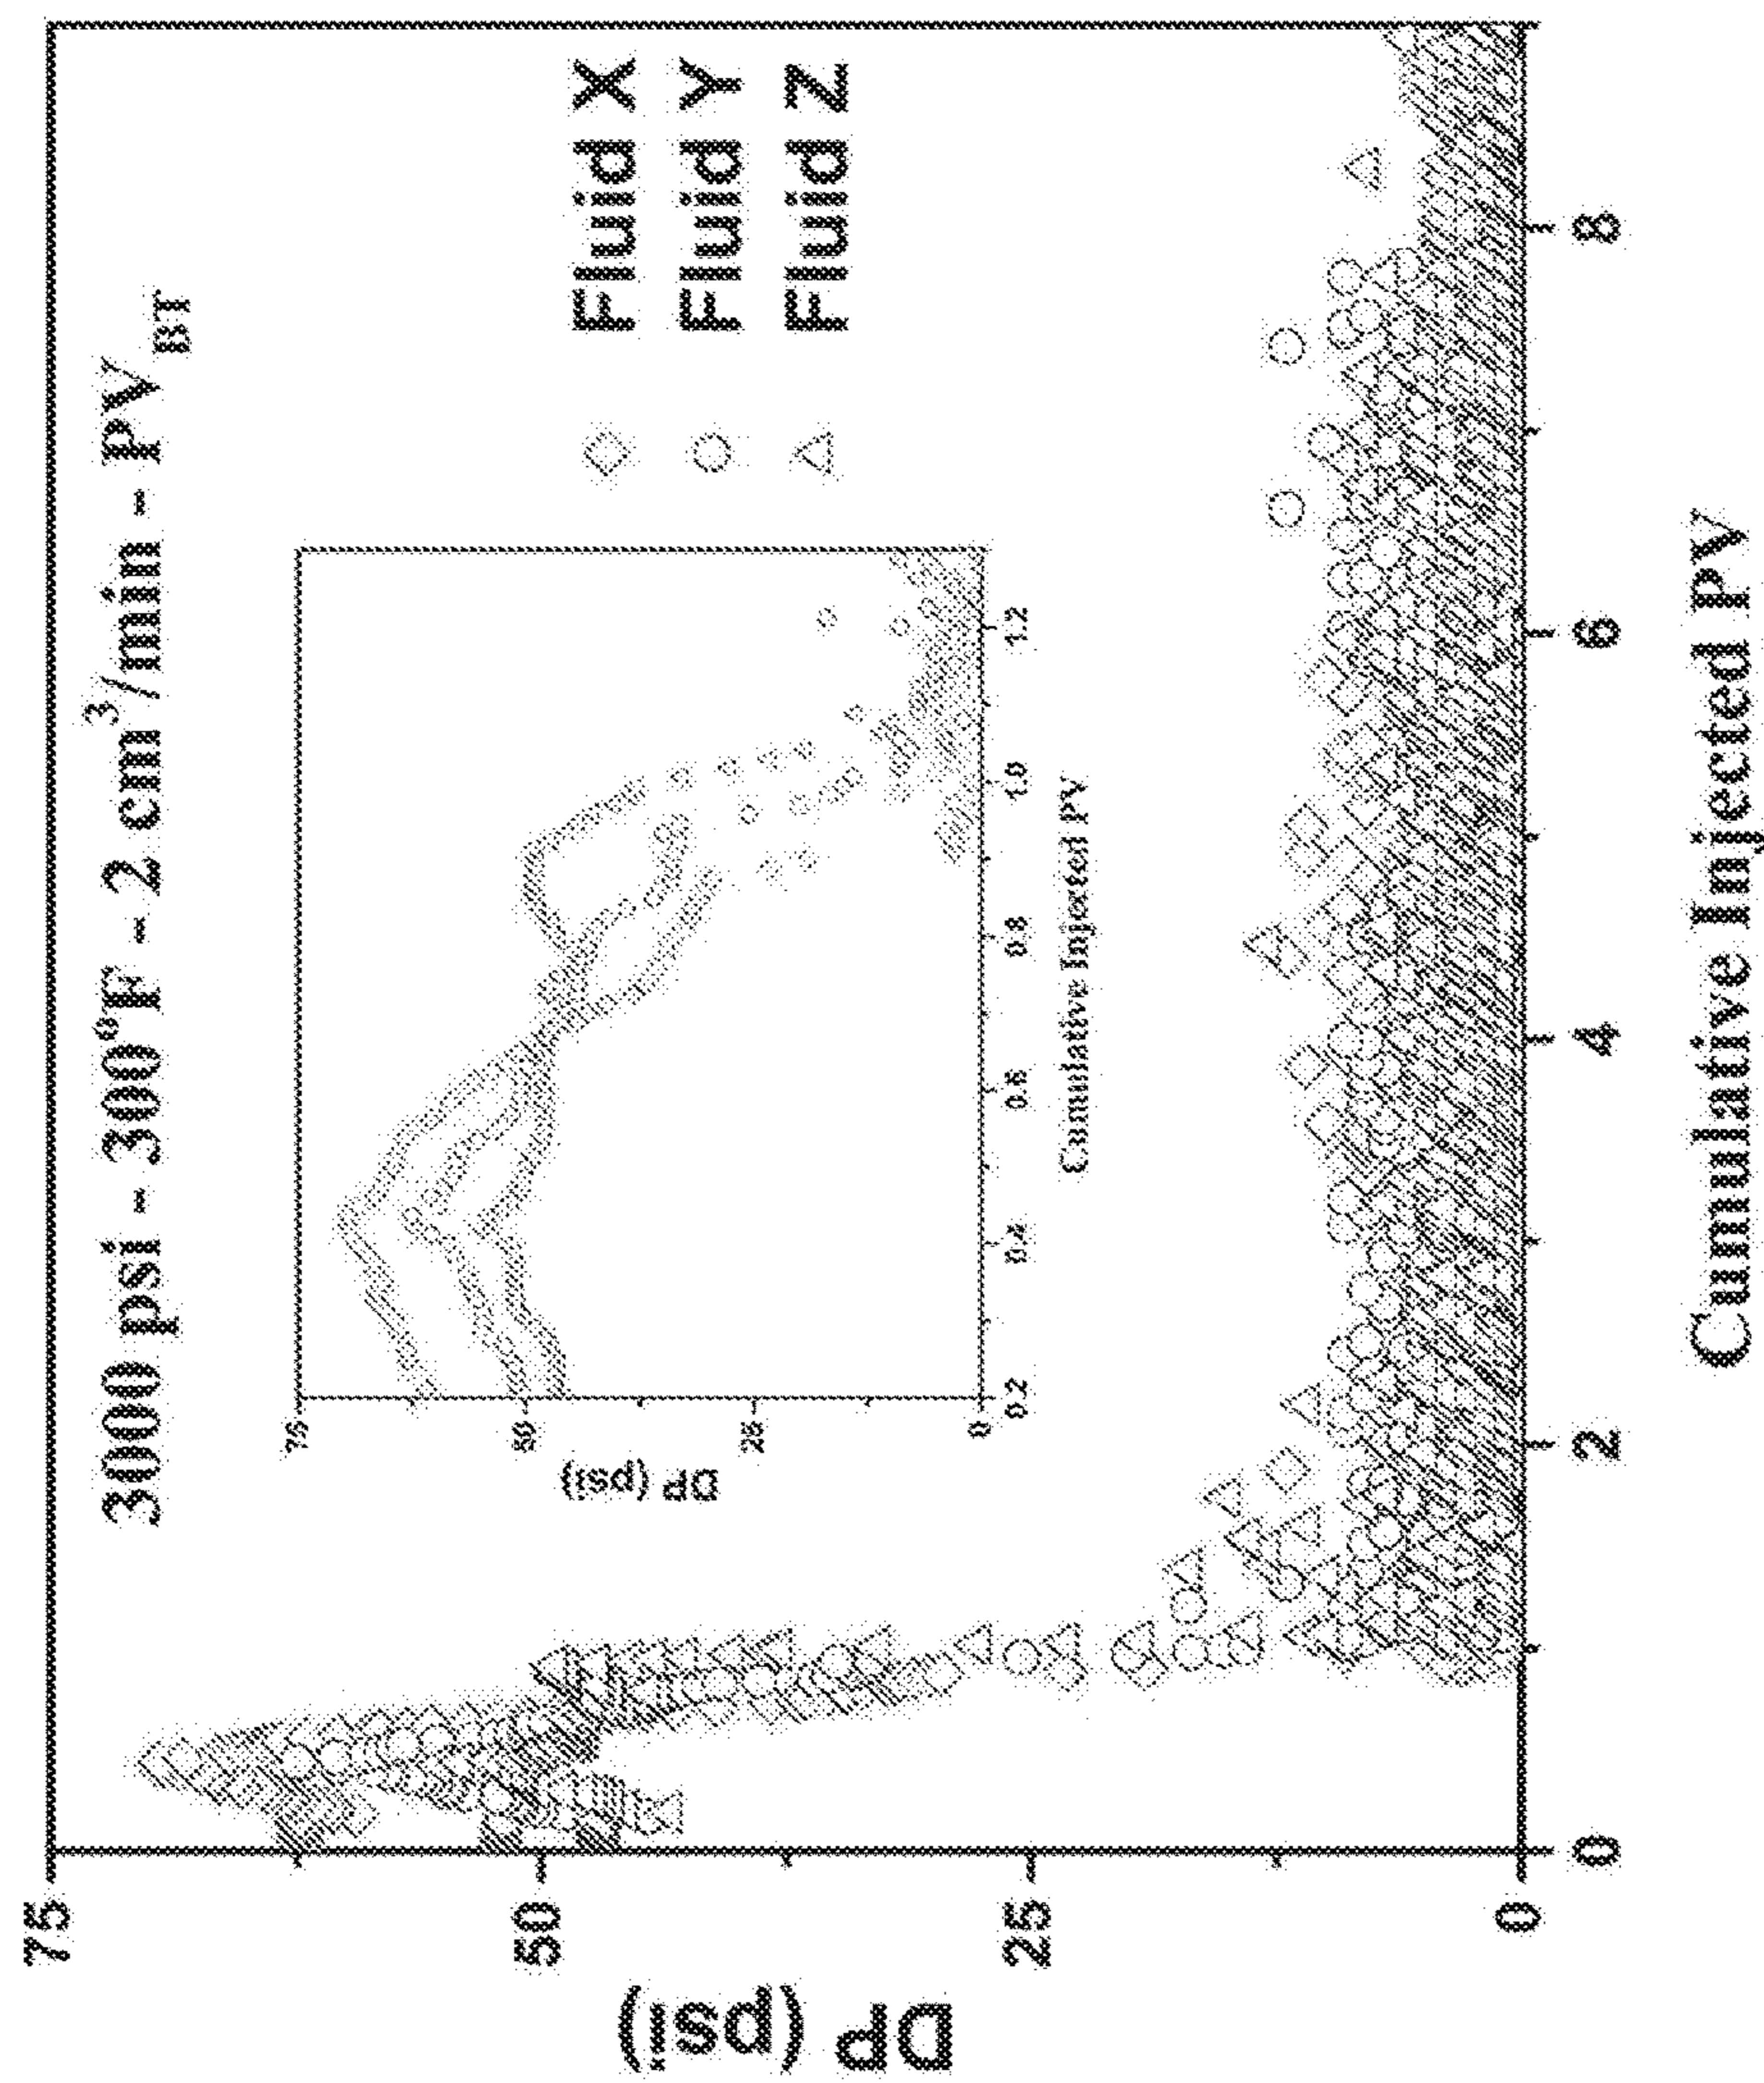 3000 psi - 300°F - 2 cm³/min - PV BT
Fluid X
Fluid Y
Fluid Z
75
50
25
0
DP (psi)
0.2
0.4
0.6
0.8
1.0
1.2
Cumulative Injected PV
75
50
25
0
DP (psi)
0
2
4
6
8
Cumulative Injected PV